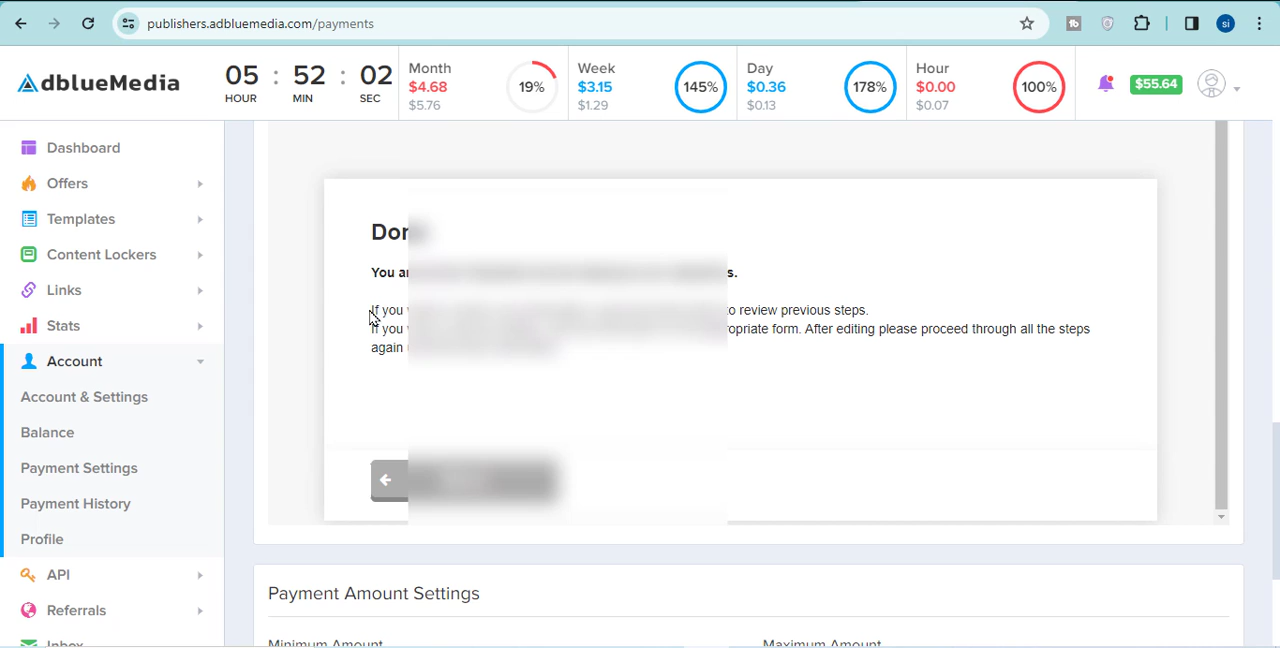 publishers.adbluemedia.com/payments
si
dblueMedia
05 : 52 : 02
HOUR MIN SEC
Month
$4.68
$5.76
19%
Week
$3.15
$1.29
145%
Day
$0.36
$0.13
178%
Hour
$0.00
$0.07
100%
$55.64
Dashboard
Offers
Templates
Content Lockers
Links
Stats
Account
Account & Settings
Balance
Payment Settings
Payment History
Profile
API
Referrals
Inbox
You
If you to review previous steps.
If you form. After editing please proceed through all the steps
again
Payment Amount Settings
Minimum Amount Maximum Amount